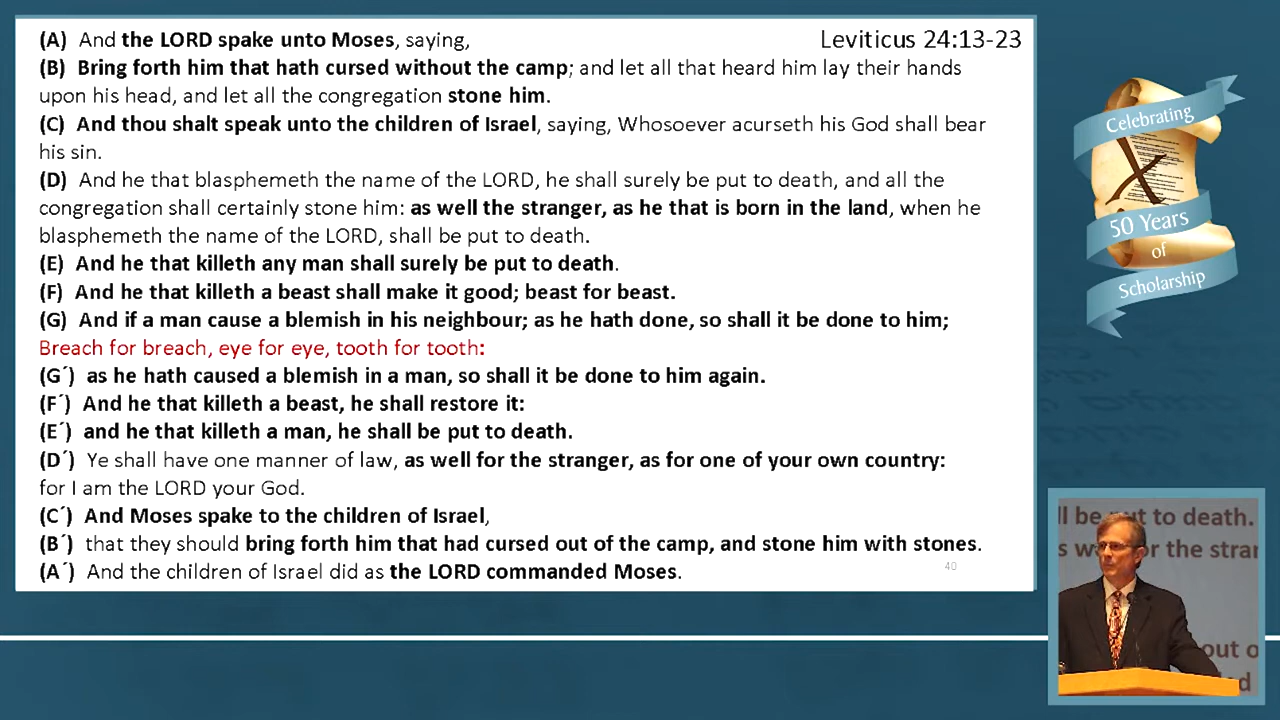 (A) And the LORD spake unto Moses, saying,
Leviticus 24:13-23
(B) Bring forth him that hath cursed without the camp; and let all that heard him lay their hands
upon his head, and let all the congregation stone him.
(C) And thou shalt speak unto the children of Israel, saying, Whosoever acurseth his God shall bear
his sin.
(D) And he that blasphemeth the name of the LORD, he shall surely be put to death, and all the
congregation shall certainly stone him: as well the stranger, as he that is born in the land, when he
blasphemeth the name of the LORD, shall be put to death.
(E) And he that killeth any man shall surely be put to death.
(F) And he that killeth a beast shall make it good; beast for beast.
(G) And if a man cause a blemish in his neighbour; as he hath done, so shall it be done to him;
Breach for breach, eye for eye, tooth for tooth:
(G´) as he hath caused a blemish in a man, so shall it be done to him again.
(F´) And he that killeth a beast, he shall restore it:
(E´) and he that killeth a man, he shall be put to death.
(D´) Ye shall have one manner of law, as well for the stranger, as for one of your own country:
for I am the LORD your God.
(C´) And Moses spake to the children of Israel,
(B´) that they should bring forth him that had cursed out of the camp, and stone him with stones.
(A´) And the children of Israel did as the LORD commanded Moses.
40
Celebrating
50 Years
of
Scholarship
be put to death.
the
out